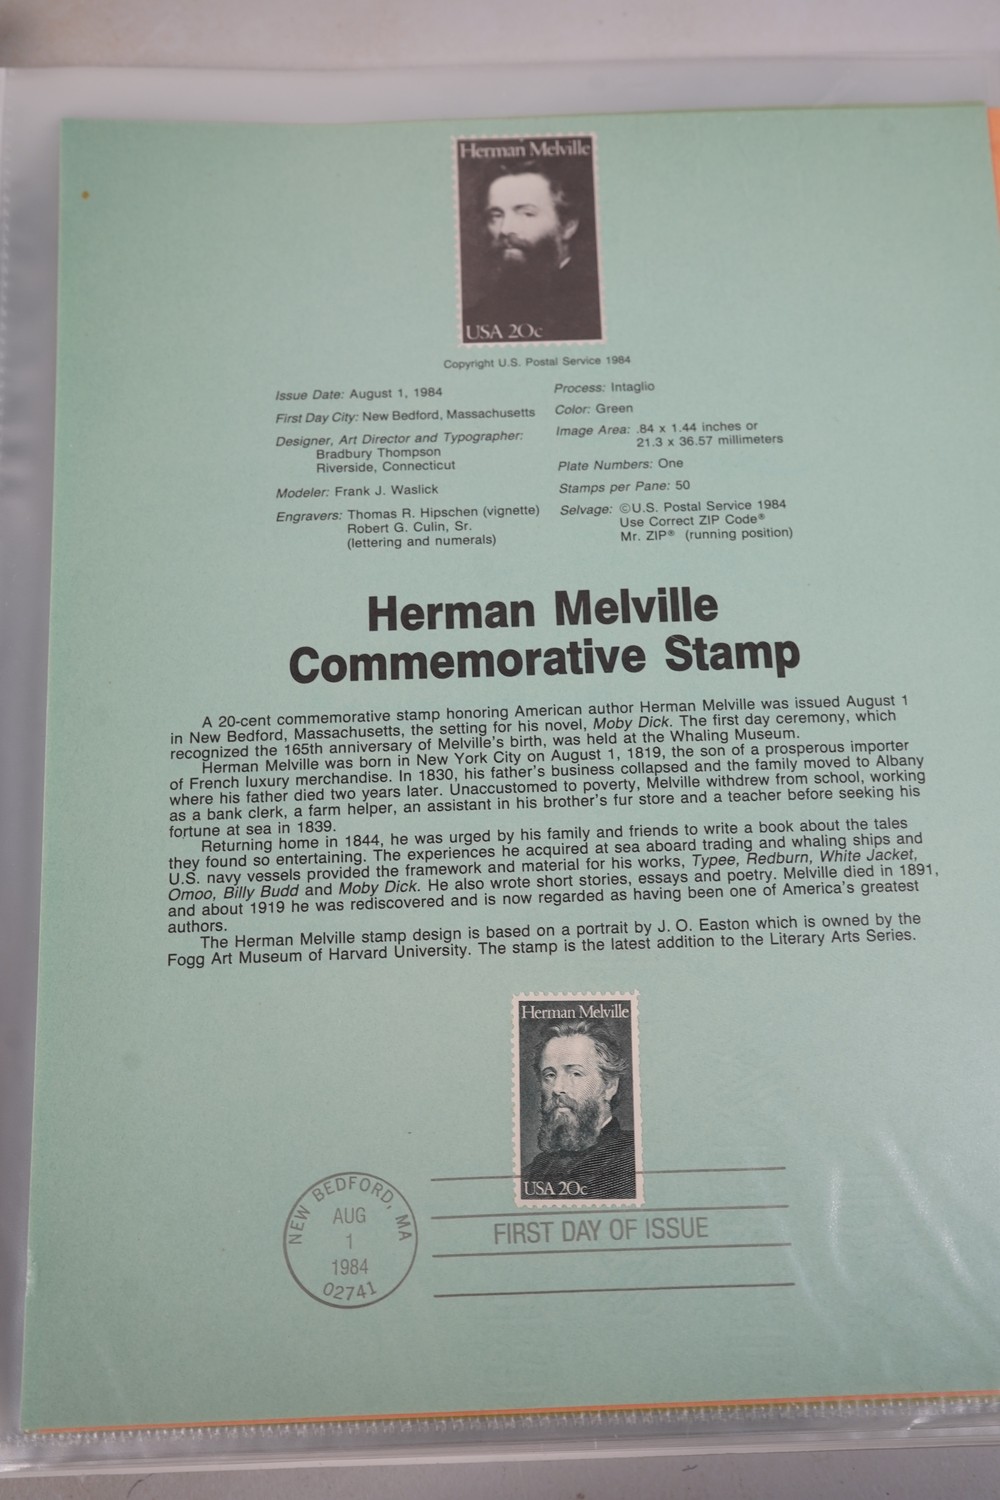 Herman Melville
USA 20c
Copyright U.S. Postal Service 1984
Issue Date: August 1, 1984
First Day City: New Bedford, Massachusetts
Designer, Art Director and Typographer:
Bradbury Thompson
Riverside, Connecticut
Modeler: Frank J. Waslick
Engravers: Thomas R. Hipschen (vignette)
Robert G. Culin, Sr.
(lettering and numerals)
Process: Intaglio
Color: Green
Image Area: .84 x 1.44 inches or
21.3 x 36.57 millimeters
Plate Numbers: One
Stamps per Pane: 50
Selvage: ©U.S. Postal Service 1984
Use Correct ZIP Code®
Mr. ZIP® (running position)
Herman Melville
Commemorative Stamp
A 20-cent commemorative stamp honoring American author Herman Melville was issued August 1
in New Bedford, Massachusetts, the setting for his novel, Moby Dick. The first day ceremony, which
recognized the 165th anniversary of Melville's birth, was held at the Whaling Museum.
Herman Melville was born in New York City on August 1, 1819, the son of a prosperous importer
of French luxury merchandise. In 1830, his father's business collapsed and the family moved to Albany
where his father died two years later. Unaccustomed to poverty, Melville withdrew from school, working
as a bank clerk, a farm helper, an assistant in his brother's fur store and a teacher before seeking his
fortune at sea in 1839.
Returning home in 1844, he was urged by his family and friends to write a book about the tales
they found so entertaining. The experiences he acquired at sea aboard trading and whaling ships and
U.S. navy vessels provided the framework and material for his works, Typee, Redburn, White Jacket,
Omoo, Billy Budd and Moby Dick. He also wrote short stories, essays and poetry. Melville died in 1891,
and about 1919 he was rediscovered and is now regarded as having been one of America's greatest
authors.
The Herman Melville stamp design is based on a portrait by J. O. Easton which is owned by the
Fogg Art Museum of Harvard University. The stamp is the latest addition to the Literary Arts Series.
Herman Melville
USA 20c
NEW BEDFORD, MA
AUG
1
1984
02741
FIRST DAY OF ISSUE